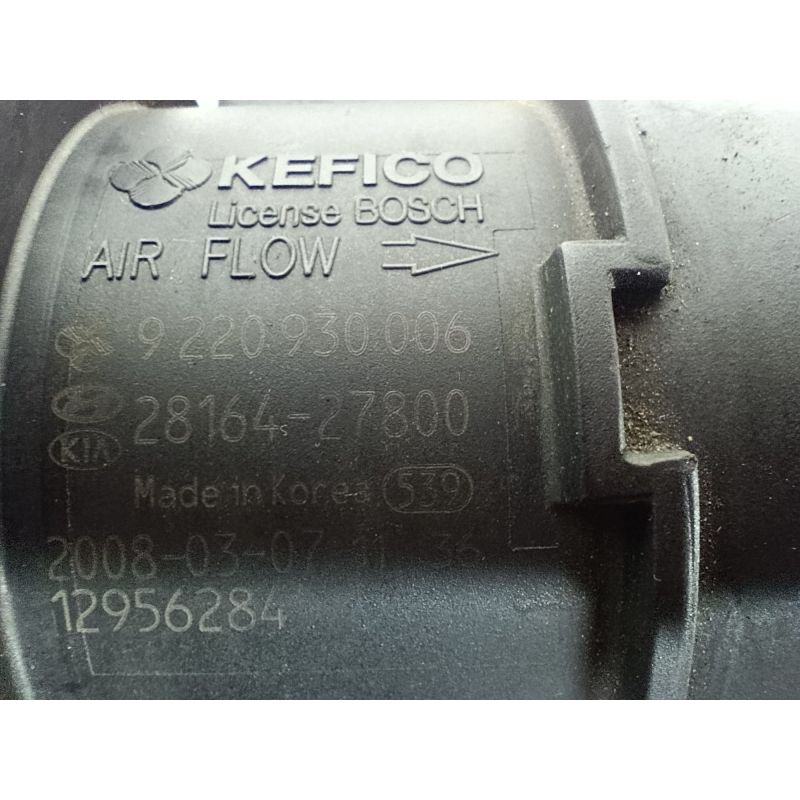 KEFICO
License BOSCH
AIR FLOW
9 220 930 006
28164-27800
KIA
Made in Korea 539
2008-03-07 11 36
12956284